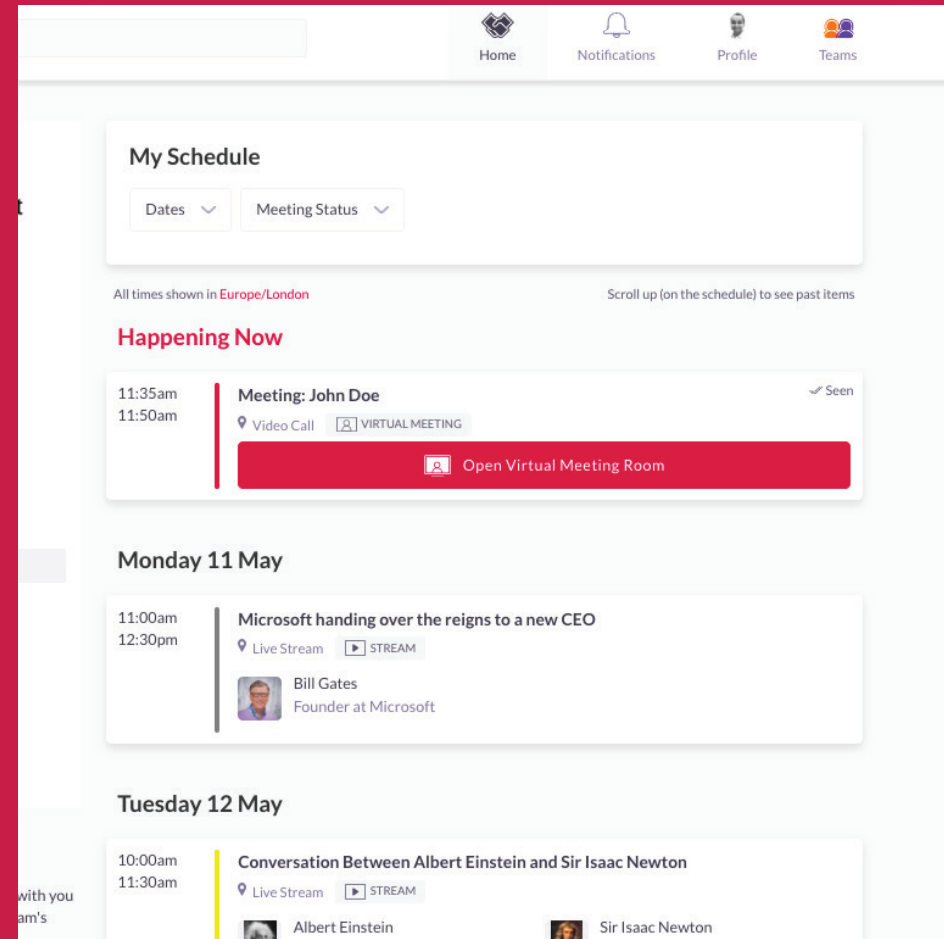 Home
Notifications
Profile
Teams
My Schedule
Dates
Meeting Status
All times shown in Europe/London
Scroll up (on the schedule) to see past items
Happening Now
11:35am
11:50am
Meeting: John Doe
Seen
Video Call
VIRTUAL MEETING
Open Virtual Meeting Room
Monday 11 May
11:00am
12:30pm
Microsoft handing over the reigns to a new CEO
Live Stream
STREAM
Bill Gates
Founder at Microsoft
Tuesday 12 May
10:00am
11:30am
Conversation Between Albert Einstein and Sir Isaac Newton
Live Stream
STREAM
Albert Einstein
Sir Isaac Newton
with you
am's